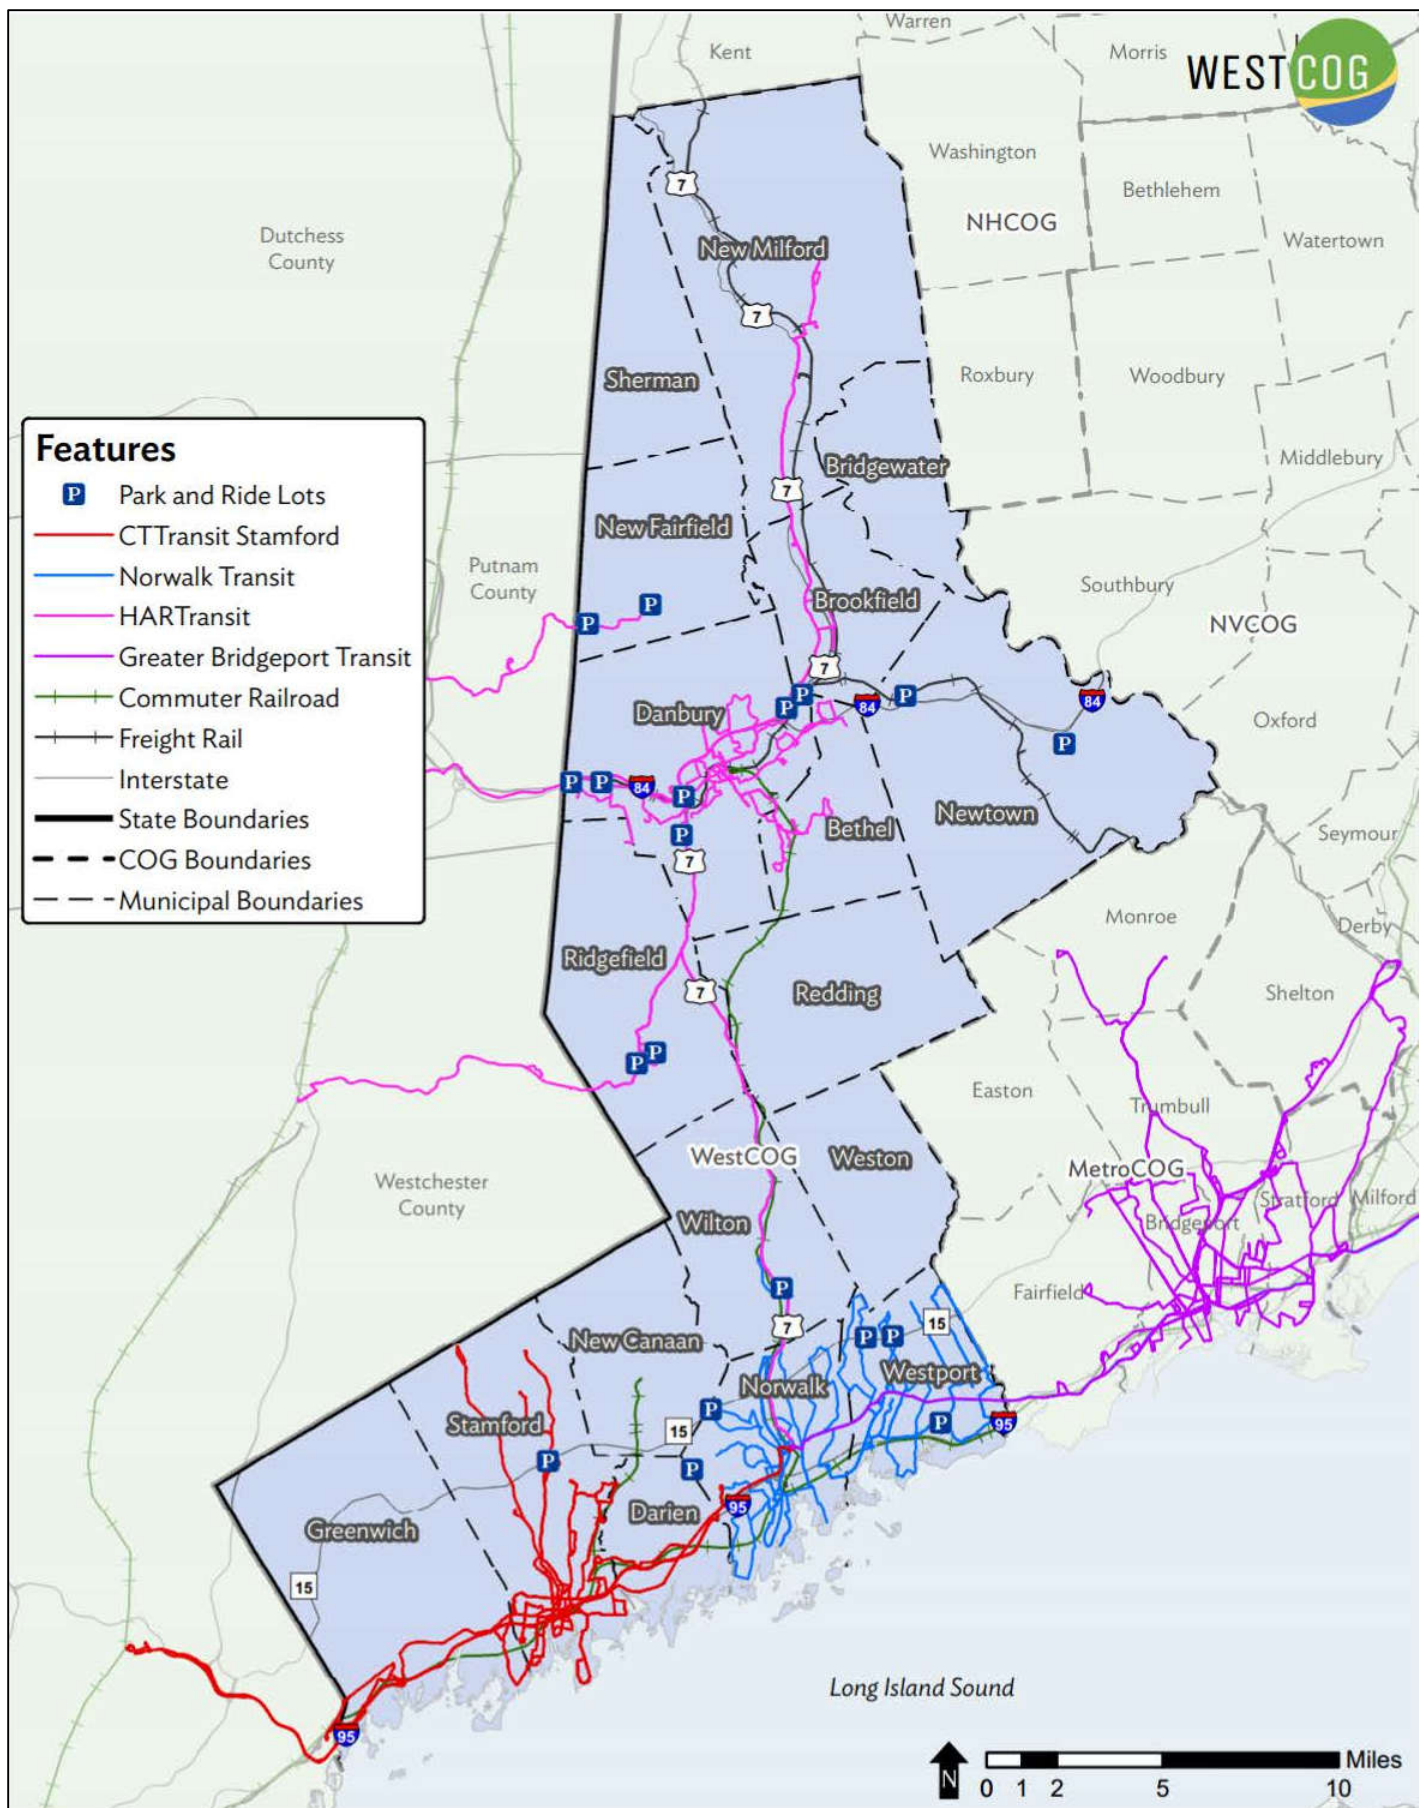 Warren
Kent
Morris
WESTCOG
Washington
Bethlehem
7
NHCOG
Dutchess
County
New Milford
Watertown
7
Sherman
Roxbury
Woodbury
Features
P Park and Ride Lots
CTTransit Stamford
Norwalk Transit
HARTransit
Greater Bridgeport Transit
Commuter Railroad
Freight Rail
Interstate
State Boundaries
COG Boundaries
Municipal Boundaries
Middlebury
Bridgewater
7
New Fairfield
Putnam
County
Southbury
Brookfield
P
P
NVCOG
7
P
P
84
P
84
Danbury
Oxford
P
P
P
84
P
Newtown
Bethel
P
Seymour
7
Monroe
Derby
Ridgefield
7
Redding
Shelton
P
P
Easton
Trumbull
WestCOG
Weston
MetroCOG
Westchester
County
Stratford
Milford
Wilton
Bridgeport
P
Fairfield
7
15
P
P
New Canaan
Westport
Norwalk
P
Stamford
15
P
95
P
P
95
Darien
Greenwich
15
Long Island Sound
95
N
Miles
0 1 2 5 10